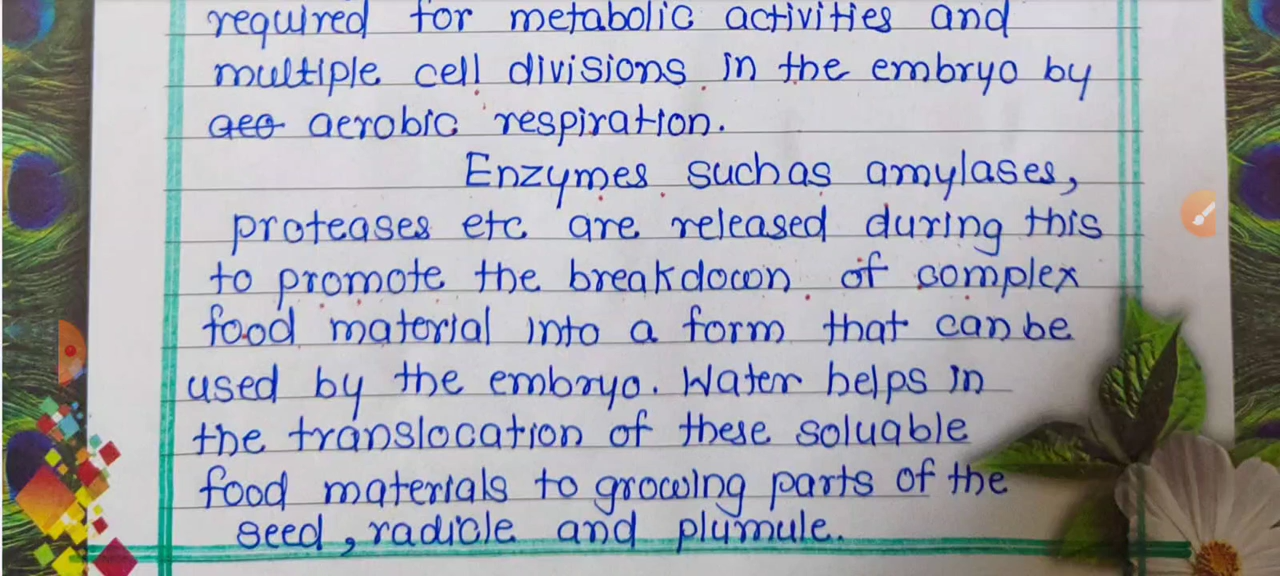 required for metabolic activities and
multiple cell divisions in the embryo by
aeo aerobic respiration.
Enzymes such as amylases,
proteases etc are released during this
to promote the breakdown of complex
food material into a form that can be
used by the embryo. Water helps in
the translocation of these soluable
food materials to growing parts of the
seed, radicle and plumule.